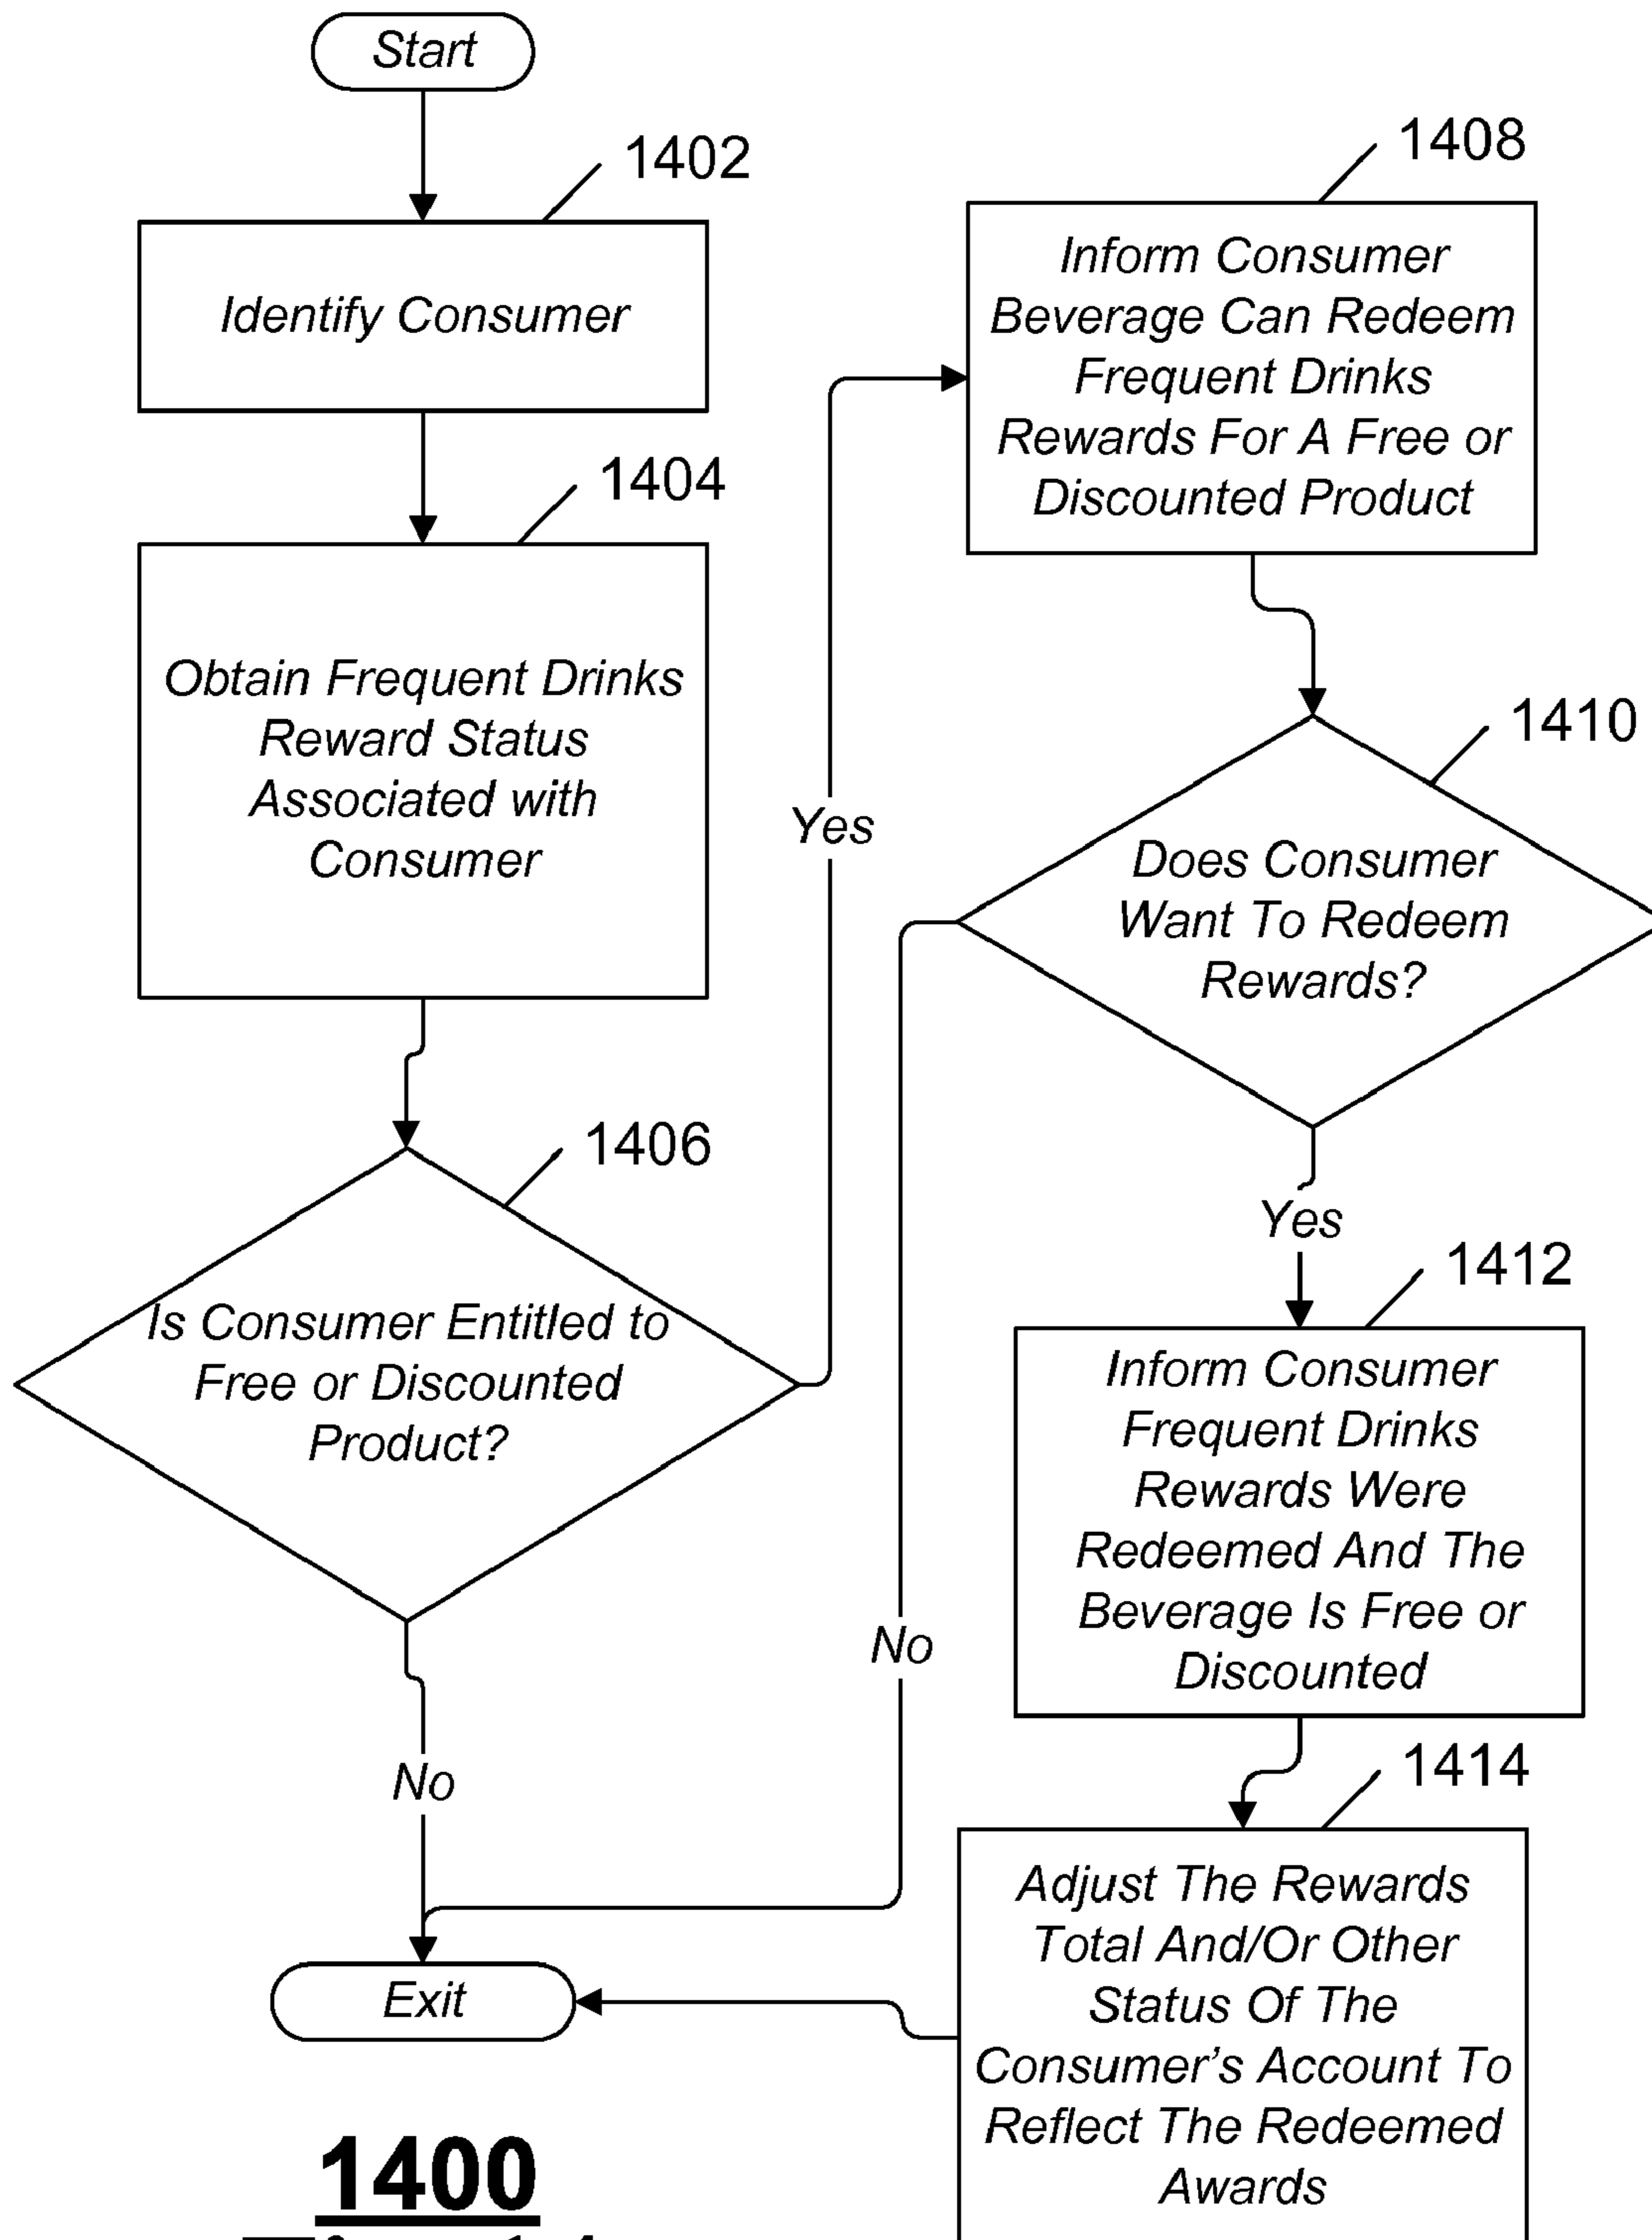 Start
1402
Identify Consumer
1404
Obtain Frequent Drinks
Reward Status
Associated with
Consumer
1406
Is Consumer Entitled to
Free or Discounted
Product?
Yes
No
1408
Inform Consumer
Beverage Can Redeem
Frequent Drinks
Rewards For A Free or
Discounted Product
1410
Does Consumer
Want To Redeem
Rewards?
No
Yes
1412
Inform Consumer
Frequent Drinks
Rewards Were
Redeemed And The
Beverage Is Free or
Discounted
1414
Adjust The Rewards
Total And/Or Other
Status Of The
Consumer's Account To
Reflect The Redeemed
Awards
Exit
1400